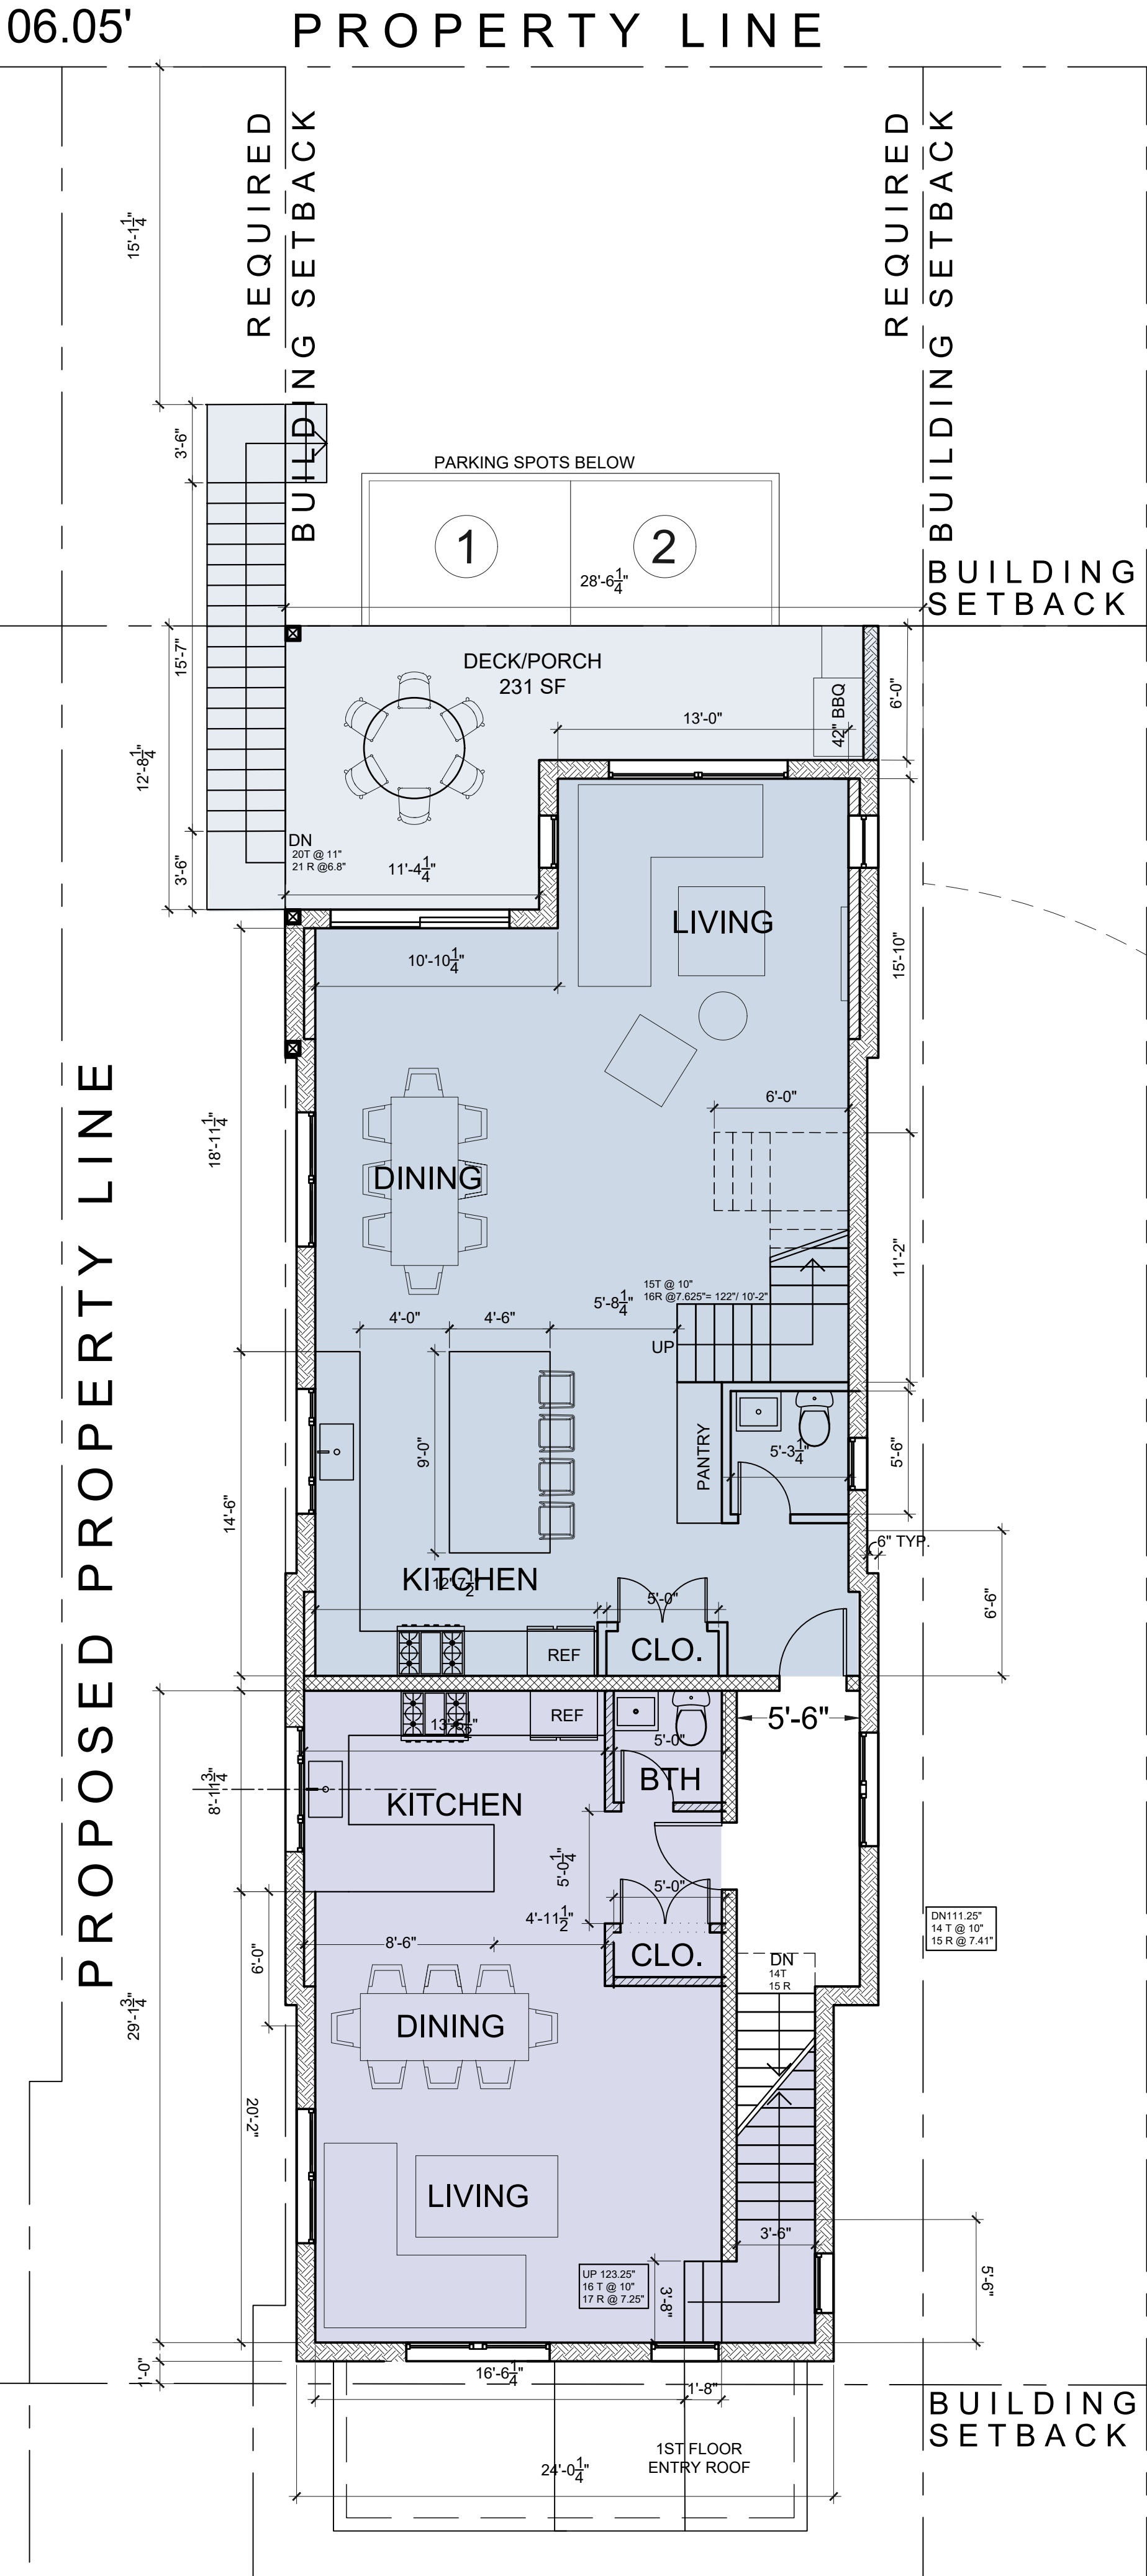 06.05'
PROPERTY LINE
REQUIRED
BUILDING SETBACK
REQUIRED
BUILDING SETBACK
15'-1 1/4"
3'-6"
PARKING SPOTS BELOW
1
2
28'-6 1/4"
BUILDING
SETBACK
15'-7"
12'-8 1/4"
3'-6"
DECK/PORCH
231 SF
13'-0"
42" BBQ
6'-0"
DN
20T @ 11"
21 R @6.8"
11'-4 1/4"
LIVING
10'-10 1/4"
15'-10"
PROPOSED PROPERTY LINE
18'-11 1/4"
6'-0"
DINING
11'-2"
15T @ 10"
16R @7.625"= 122"/ 10'-2"
5'-8 1/4"
4'-0"
4'-6"
UP
9'-0"
PANTRY
5'-3 1/4"
5'-6"
14'-6"
6" TYP.
KITCHEN
12'-7 1/2"
5'-0"
9'-9"
REF
CLO.
REF
5'-6"
5'-0"
BTH
8'-11 3/4"
KITCHEN
5'-0 1/4"
5'-0"
4'-11 1/2"
8'-6"
CLO.
DN111.25"
14 T @ 10"
15 R @ 7.41"
DN
14T
15 R
6'-0"
DINING
29'-1 3/4"
20'-2"
LIVING
3'-6"
UP 123.25"
16 T @ 10"
17 R @ 7.25"
3'-8"
5'-6"
1'-0"
16'-6 1/4"
1'-8"
BUILDING
SETBACK
1ST FLOOR
ENTRY ROOF
24'-0 1/4"